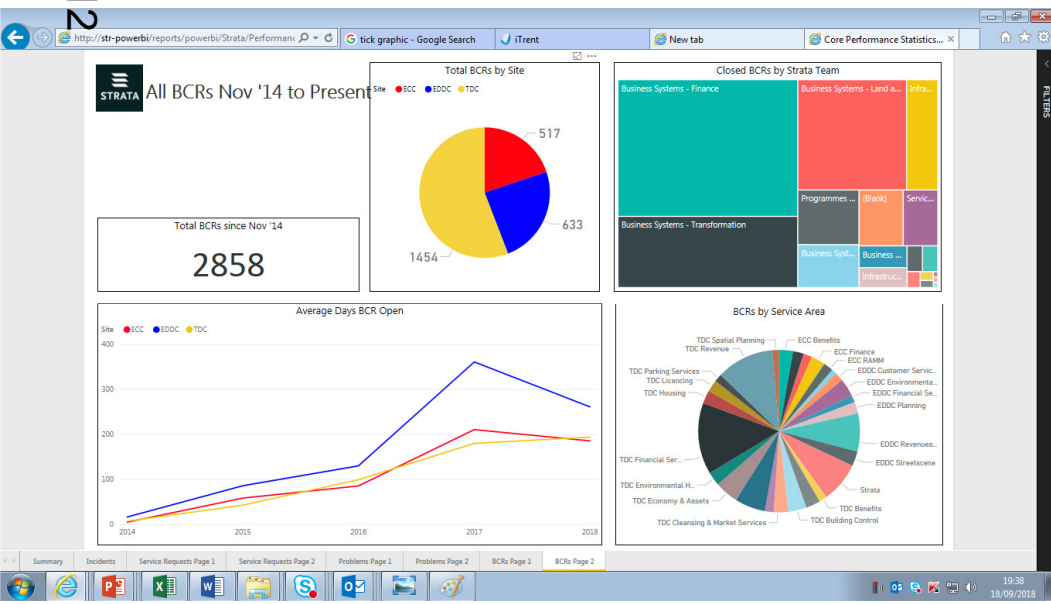 2
http://str-powerbi/reports/powerbi/Strata/Performanc
tick graphic - Google Search
iTrent
New tab
Core Performance Statistics...
FILTERS
STRATA
All BCRs Nov '14 to Present
Total BCRs by Site
Site ECC EDDC TDC
517
633
1454
Closed BCRs by Strata Team
Business Systems - Finance
Business Systems - Land a...
Infra...
Business Systems - Transformation
Programmes ...
(Blank)
Servic...
Business Syst...
Business ...
Infrastruc...
Total BCRs since Nov '14
2858
Average Days BCR Open
Site ECC EDDC TDC
400
300
200
100
0
2014 2015 2016 2017 2018
BCRs by Service Area
TDC Spatial Planning
ECC Benefits
TDC Revenue
ECC Finance
ECC RAMM
TDC Parking Services
EDDC Customer Servic...
TDC Licencing
EDDC Environmenta...
TDC Housing
EDDC Financial Se...
EDDC Planning
EDDC Revenues...
TDC Financial Ser...
EDDC Streetscene
TDC Environmental H...
Strata
TDC Economy & Assets
TDC Benefits
TDC Cleansing & Market Services
TDC Building Control
Summary Incidents Service Requests Page 1 Service Requests Page 2 Problems Page 1 Problems Page 2 BCRs Page 1 BCRs Page 2
19:38
18/09/2018